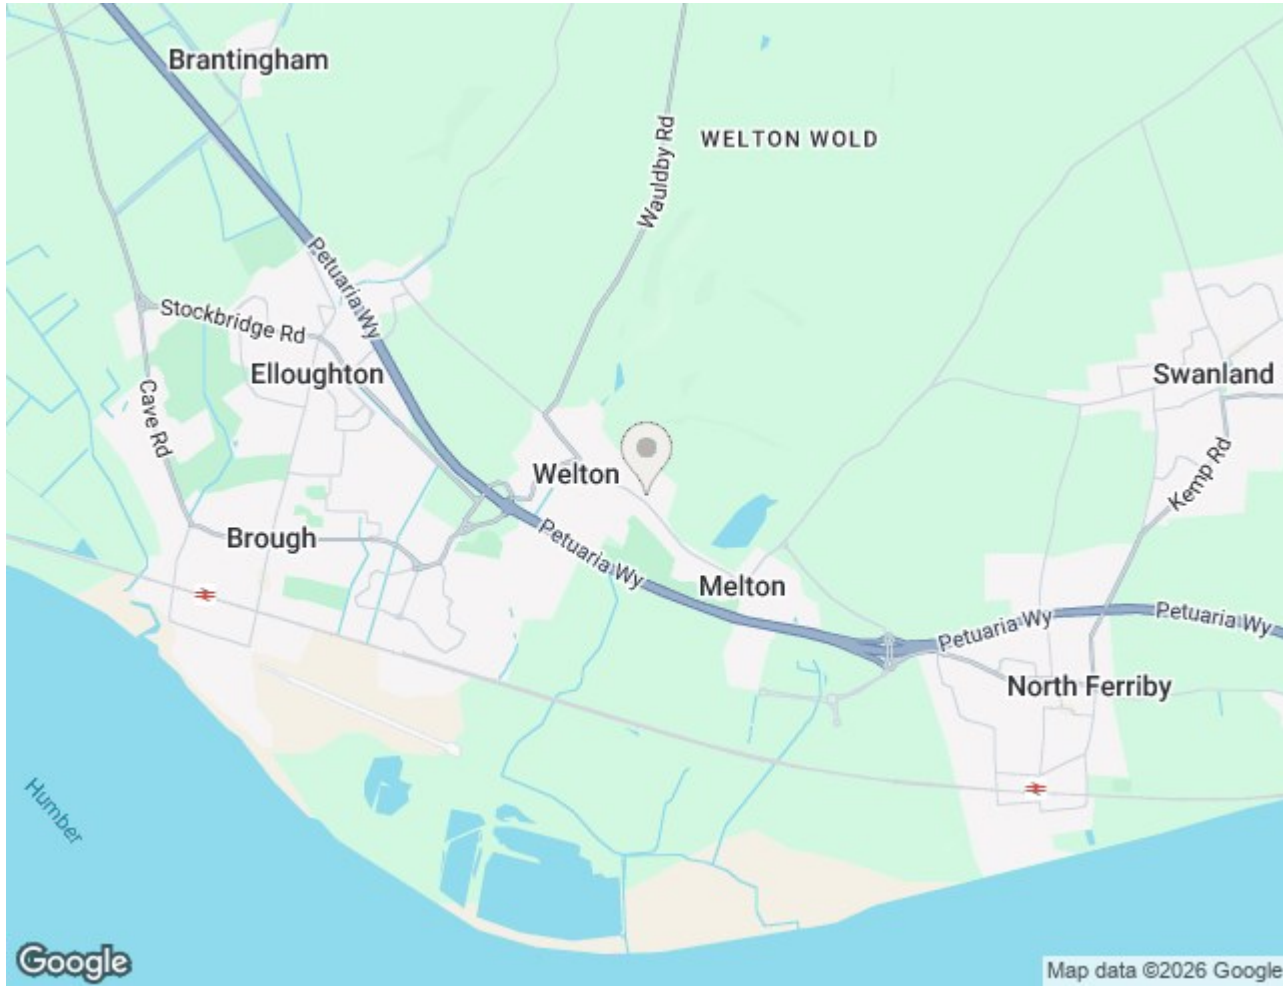 Brantingham
WELTON WOLD
Wauldby Rd
Petuaria Wy
Stockbridge Rd
Elloughton
Swanland
Cave Rd
Kemp Rd
Welton
Brough
Petuaria Wy
Melton
Petuaria Wy
Petuaria Wy
North Ferriby
Humber
Google
Map data ©2026 Google